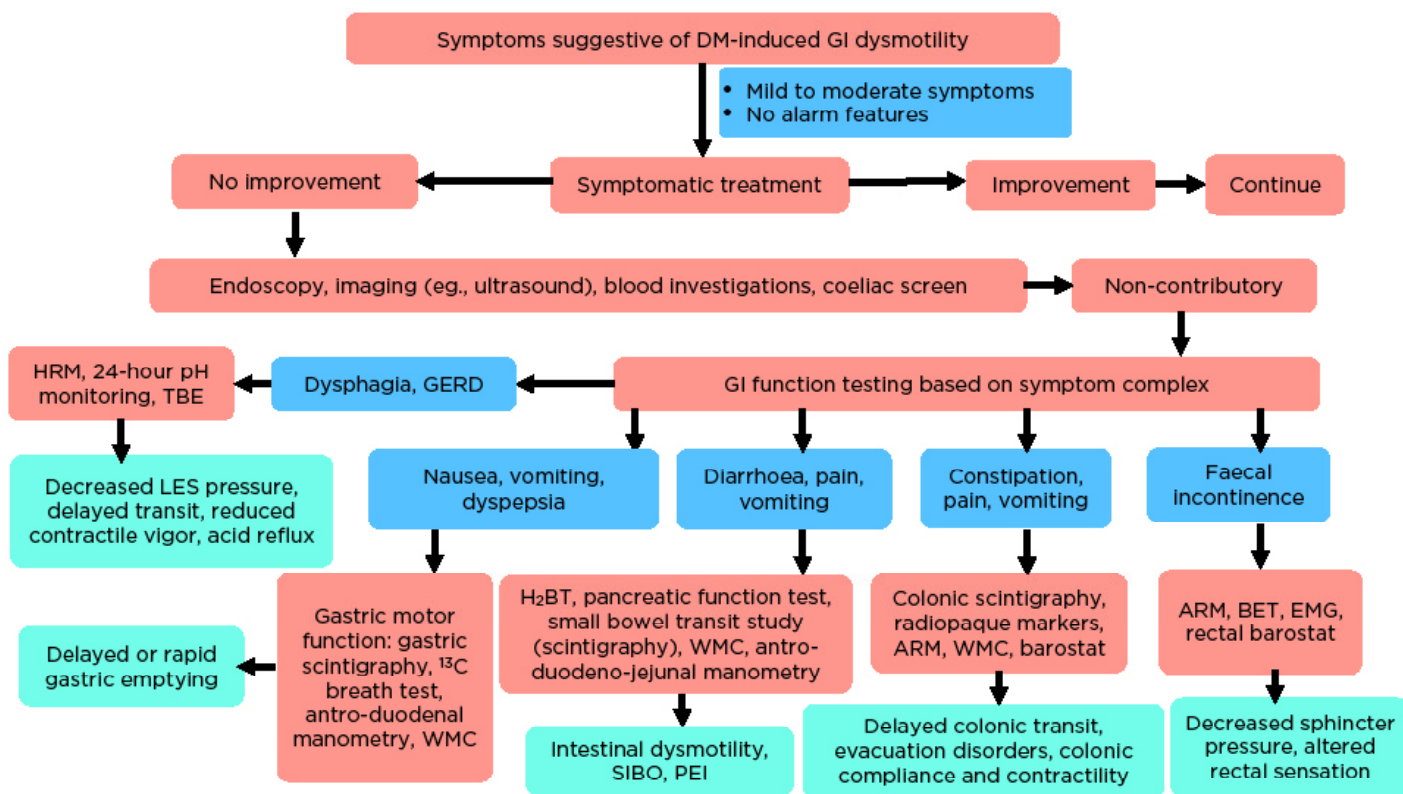 Symptoms suggestive of DM-induced GI dysmotility
• Mild to moderate symptoms
• No alarm features
No improvement
Symptomatic treatment
Improvement
Continue
Endoscopy, imaging (eg., ultrasound), blood investigations, coeliac screen
Non-contributory
HRM, 24-hour pH
monitoring, TBE
Dysphagia, GERD
GI function testing based on symptom complex
Decreased LES pressure,
delayed transit, reduced
contractile vigor, acid reflux
Nausea, vomiting,
dyspepsia
Diarrhoea, pain,
vomiting
Constipation,
pain, vomiting
Faecal
incontinence
Delayed or rapid
gastric emptying
Gastric motor
function: gastric
scintigraphy, ¹³C
breath test,
antro-duodenal
manometry, WMC
H₂BT, pancreatic function test,
small bowel transit study
(scintigraphy), WMC, antro-
duodeno-jejunal manometry
Colonic scintigraphy,
radiopaque markers,
ARM, WMC, barostat
ARM, BET, EMG,
rectal barostat
Intestinal dysmotility,
SIBO, PEI
Delayed colonic transit,
evacuation disorders, colonic
compliance and contractility
Decreased sphincter
pressure, altered
rectal sensation